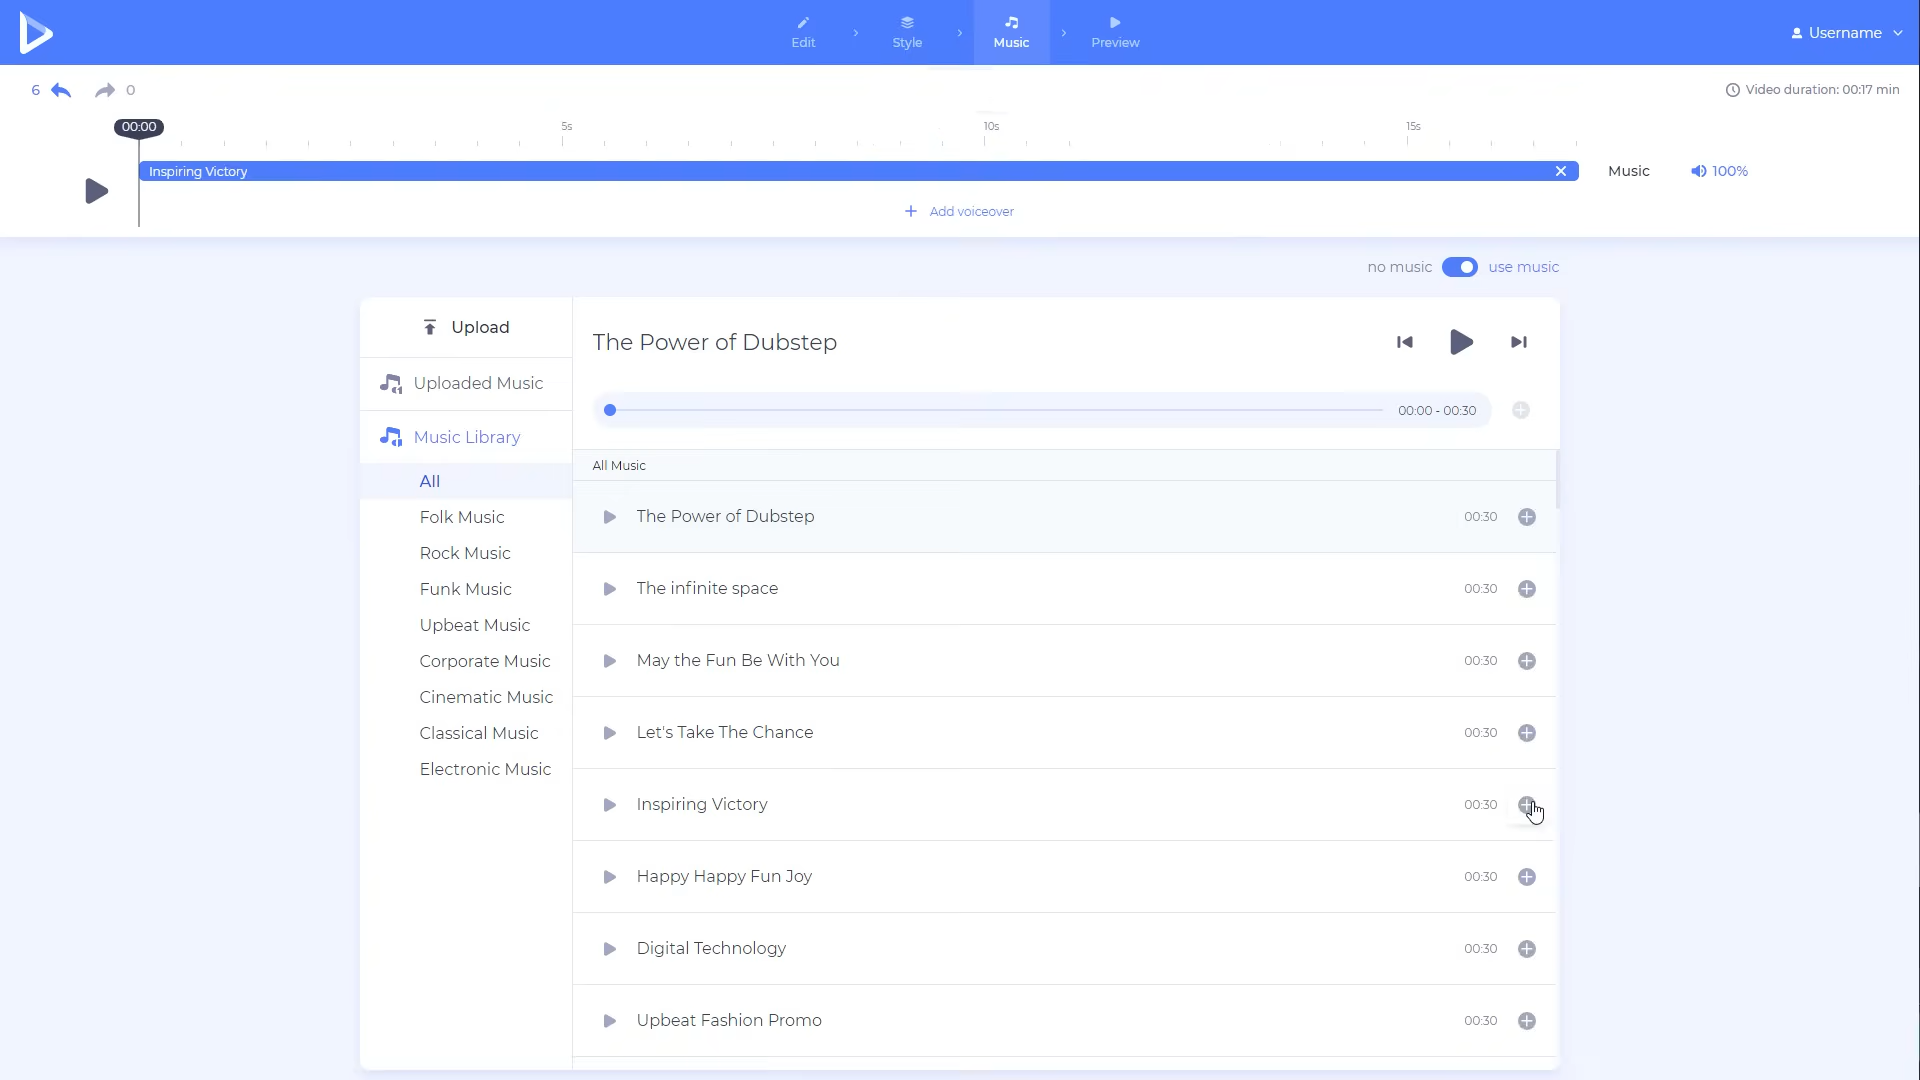 Edit
Style
Music
Preview
Username
6
0
Video duration: 00:17 min
00:00
5s
10s
15s
Inspiring Victory
Music
100%
Add voiceover
no music
use music
Upload
Uploaded Music
Music Library
All
Folk Music
Rock Music
Funk Music
Upbeat Music
Corporate Music
Cinematic Music
Classical Music
Electronic Music
The Power of Dubstep
00:00 - 00:30
All Music
The Power of Dubstep 00:30
The infinite space 00:30
May the Fun Be With You 00:30
Let's Take The Chance 00:30
Inspiring Victory 00:30
Happy Happy Fun Joy 00:30
Digital Technology 00:30
Upbeat Fashion Promo 00:30